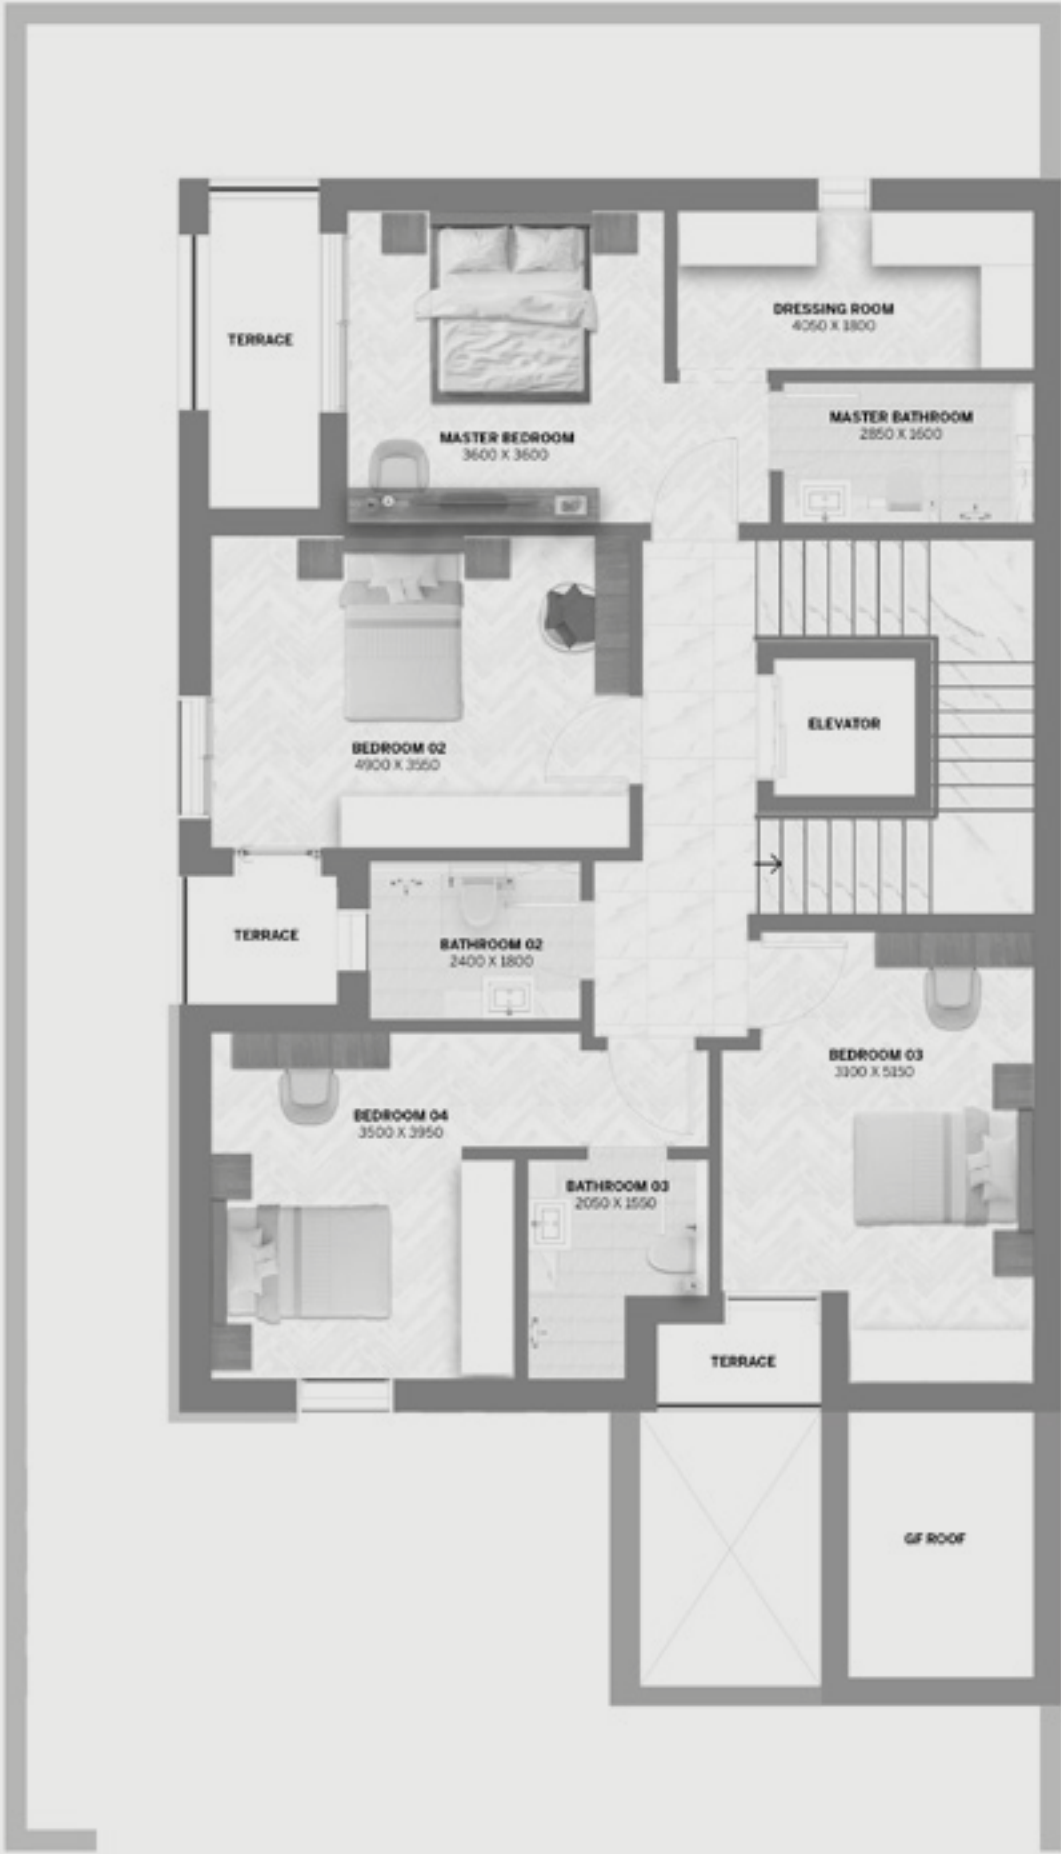 DRESSING ROOM
4050 X 1800
TERRACE
MASTER BATHROOM
2850 X 1600
MASTER BEDROOM
3600 X 3600
ELEVATOR
BEDROOM 02
4900 X 3550
TERRACE
BATHROOM 02
2400 X 1800
BEDROOM 03
3100 X 5150
BEDROOM 04
3500 X 3950
BATHROOM 03
2050 X 1550
TERRACE
GF ROOF